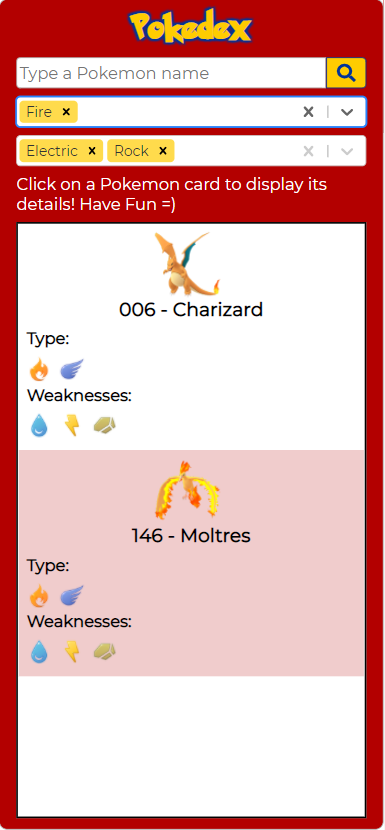 Pokedex
Type a Pokemon name
Fire
Electric Rock
Click on a Pokemon card to display its
details! Have Fun =)
006 - Charizard
Type:
Weaknesses:
146 - Moltres
Type:
Weaknesses: